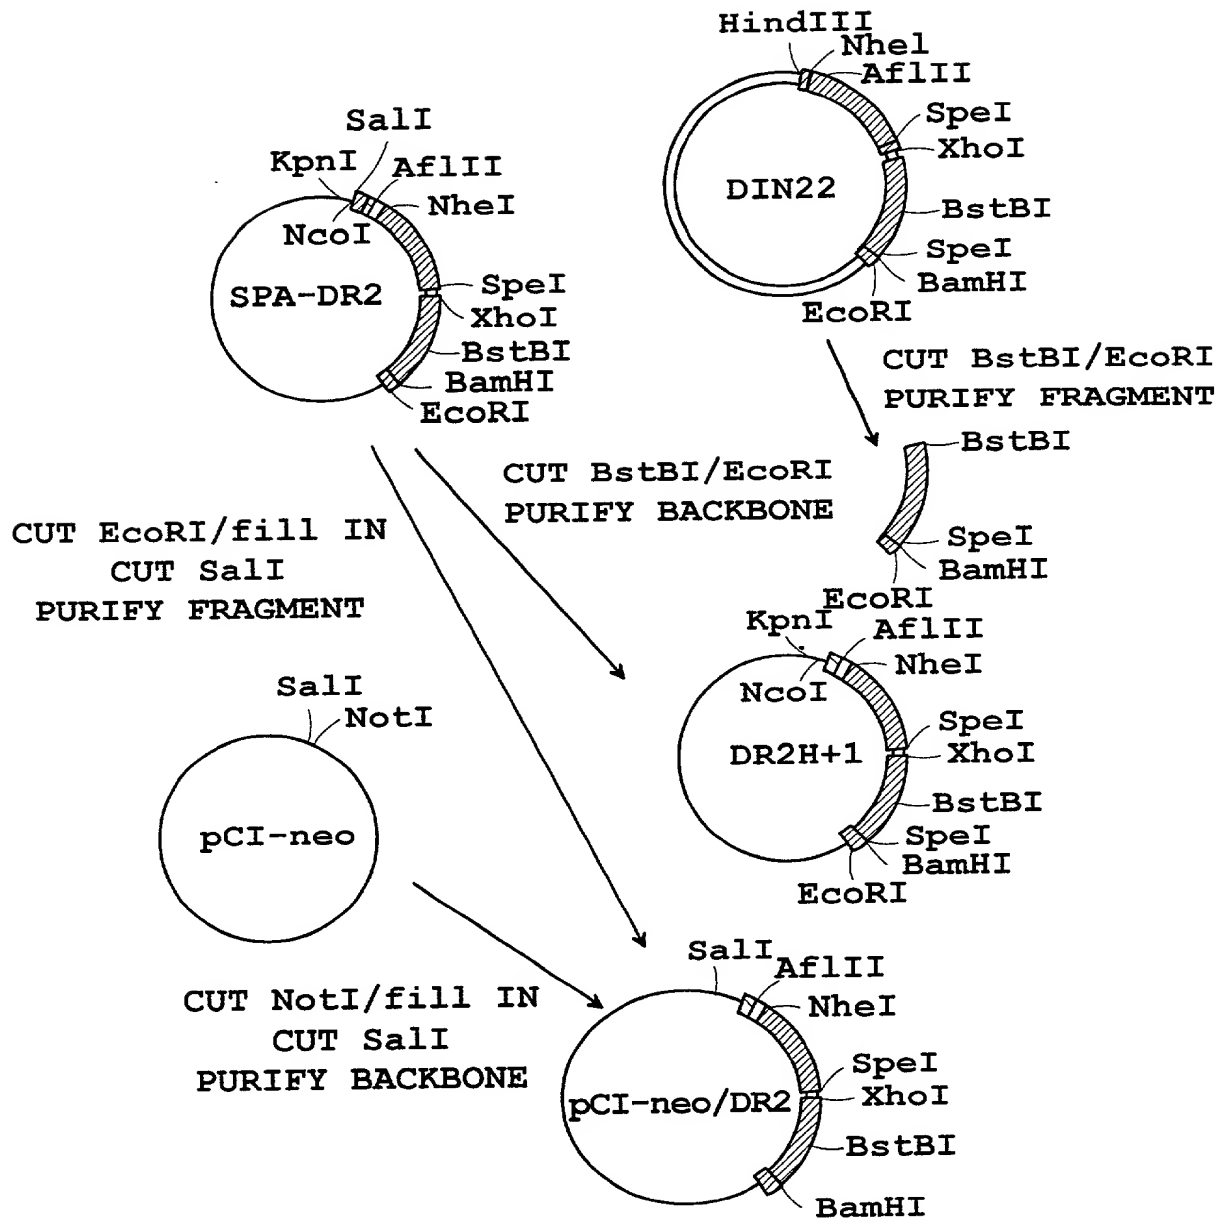 SalI
KpnI
AflII
NheI
NcoI
SPA-DR2
SpeI
XhoI
BstBI
BamHI
EcoRI
HindIII
Nhel
AflII
SpeI
XhoI
DIN22
BstBI
SpeI
BamHI
EcoRI
CUT BstBI/EcoRI
PURIFY FRAGMENT
BstBI
SpeI
BamHI
EcoRI
CUT BstBI/EcoRI
PURIFY BACKBONE
CUT EcoRI/fill IN
CUT SalI
PURIFY FRAGMENT
KpnI
AflII
NheI
NcoI
SpeI
XhoI
DR2H+1
BstBI
SpeI
BamHI
EcoRI
SalI
NotI
pCI-neo
CUT NotI/fill IN
CUT SalI
PURIFY BACKBONE
SalI
AflII
NheI
SpeI
XhoI
pCI-neo/DR2
BstBI
BamHI